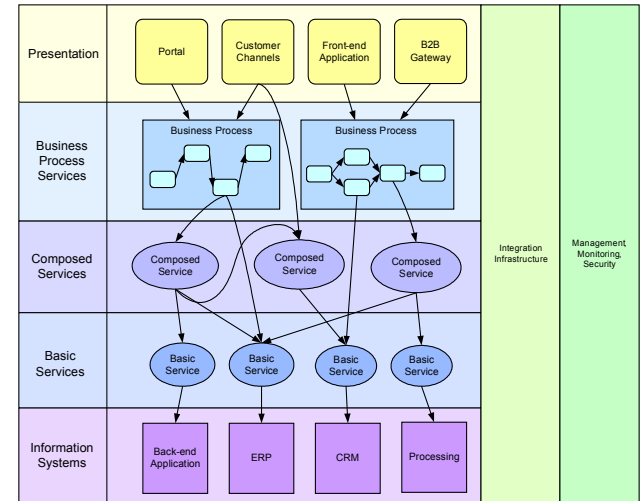 Presentation
Portal
Customer
Channels
Front-end
Application
B2B
Gateway
Business
Process
Services
Business Process
Business Process
Composed
Services
Composed
Service
Composed
Service
Composed
Service
Basic
Services
Basic
Service
Basic
Service
Basic
Service
Basic
Service
Information
Systems
Back-end
Application
ERP
CRM
Processing
Integration
Infrastructure
Management,
Monitoring,
Security